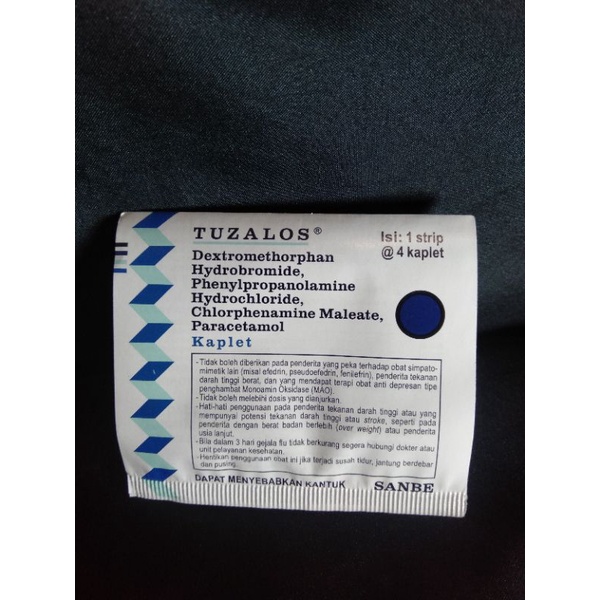 TUZALOS®
Isi: 1 strip
@ 4 kaplet
Dextromethorphan
Hydrobromide,
Phenylpropanolamine
Hydrochloride,
Chlorphenamine Maleate,
Paracetamol
Kaplet
- Tidak boleh diberikan pada penderita yang peka terhadap obat simpato-
mimetik lain (misal efedrin, pseudoefedrin, fenilefrin), penderita tekanan
darah tinggi berat, dan yang mendapat terapi obat anti depresan tipe
penghambat Monoamin Oksidase (MAO).
- Tidak boleh melebihi dosis yang dianjurkan.
- Hati-hati penggunaan pada penderita tekanan darah tinggi atau yang
mempunyai potensi tekanan darah tinggi atau stroke, seperti pada
penderita dengan berat badan berlebih (over weight) atau penderita
usia lanjut.
- Bila dalam 3 hari gejala flu tidak berkurang segera hubungi dokter atau
unit pelayanan kesehatan.
- Hentikan penggunaan obat ini jika terjadi susah tidur, jantung berdebar
dan pusing.
DAPAT MENYEBABKAN KANTUK
SANBE